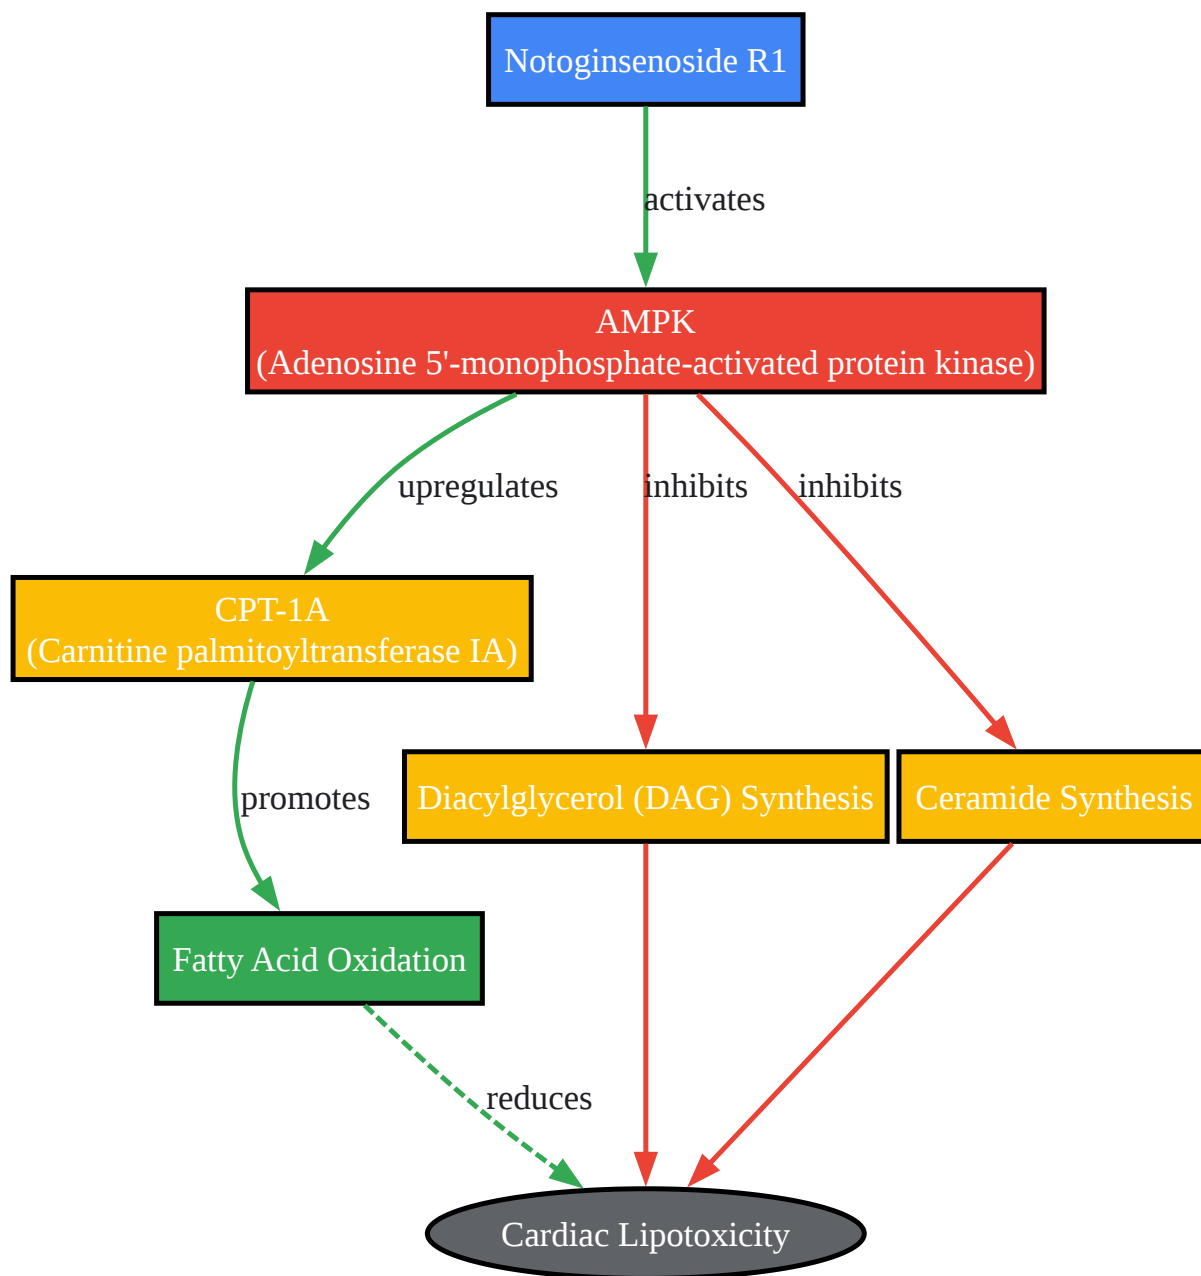 Notoginsenoside R1
activates
AMPK
(Adenosine 5'-monophosphate-activated protein kinase)
upregulates
inhibits
inhibits
CPT-1A
(Carnitine palmitoyltransferase IA)
promotes
Diacylglycerol (DAG) Synthesis
Ceramide Synthesis
Fatty Acid Oxidation
reduces
Cardiac Lipotoxicity